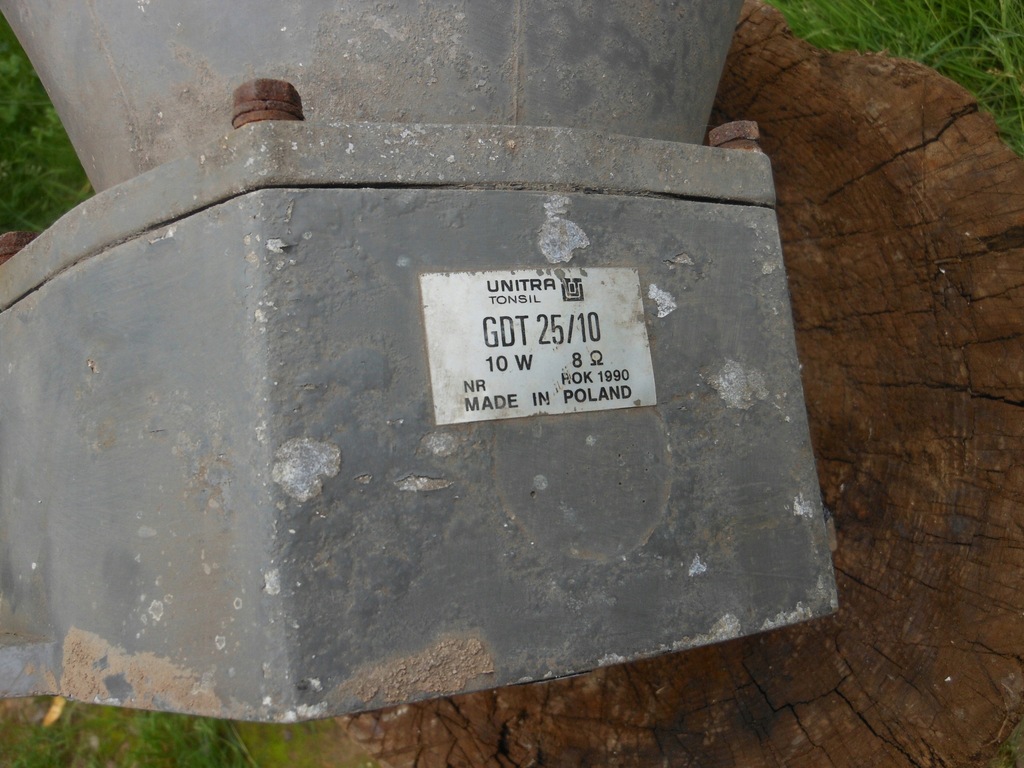 UNITRA
TONSIL
GDT 25/10
10 W 8 Ω
NR ROK 1990
MADE IN POLAND